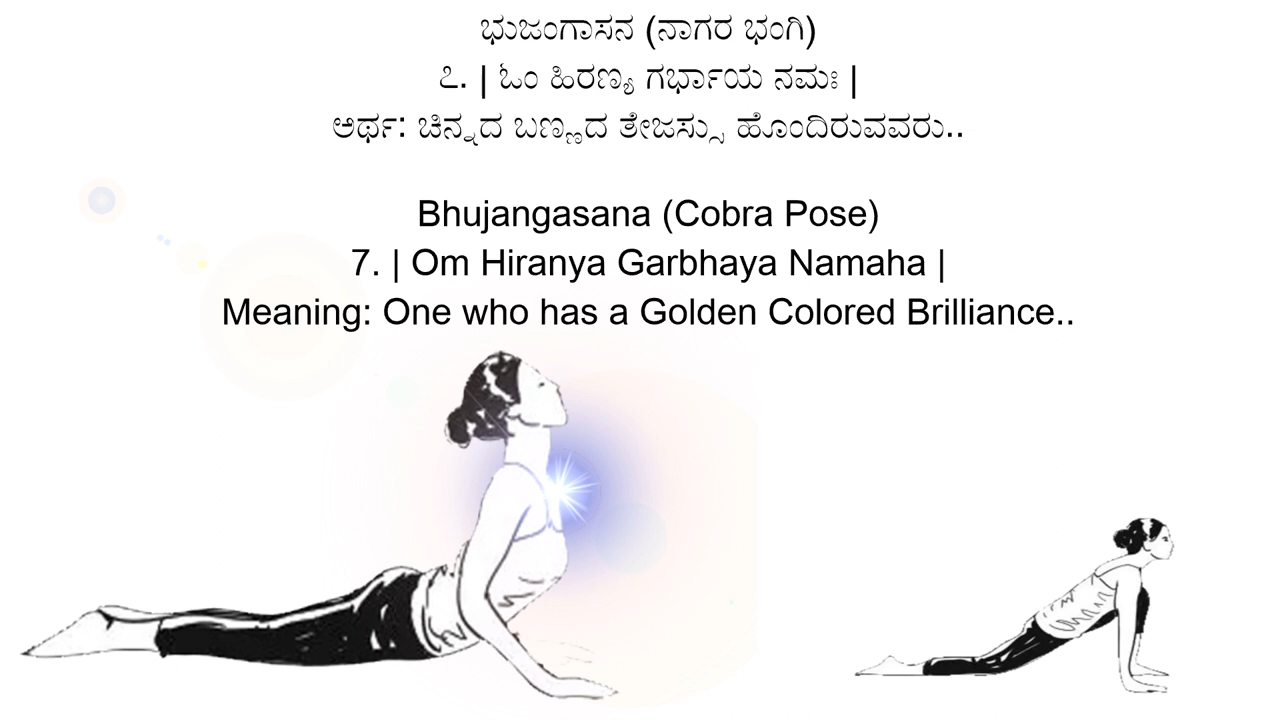 ಭುಜಂಗಾಸನ (ನಾಗರ ಭಂಗಿ)
೭. | ಓಂ ಹಿರಣ್ಯ ಗರ್ಭಾಯ ನಮಃ |
ಅರ್ಥ: ಚಿನ್ನದ ಬಣ್ಣದ ತೇಜಸ್ಸು ಹೊಂದಿರುವವರು..
Bhujangasana (Cobra Pose)
7. | Om Hiranya Garbhaya Namaha |
Meaning: One who has a Golden Colored Brilliance..